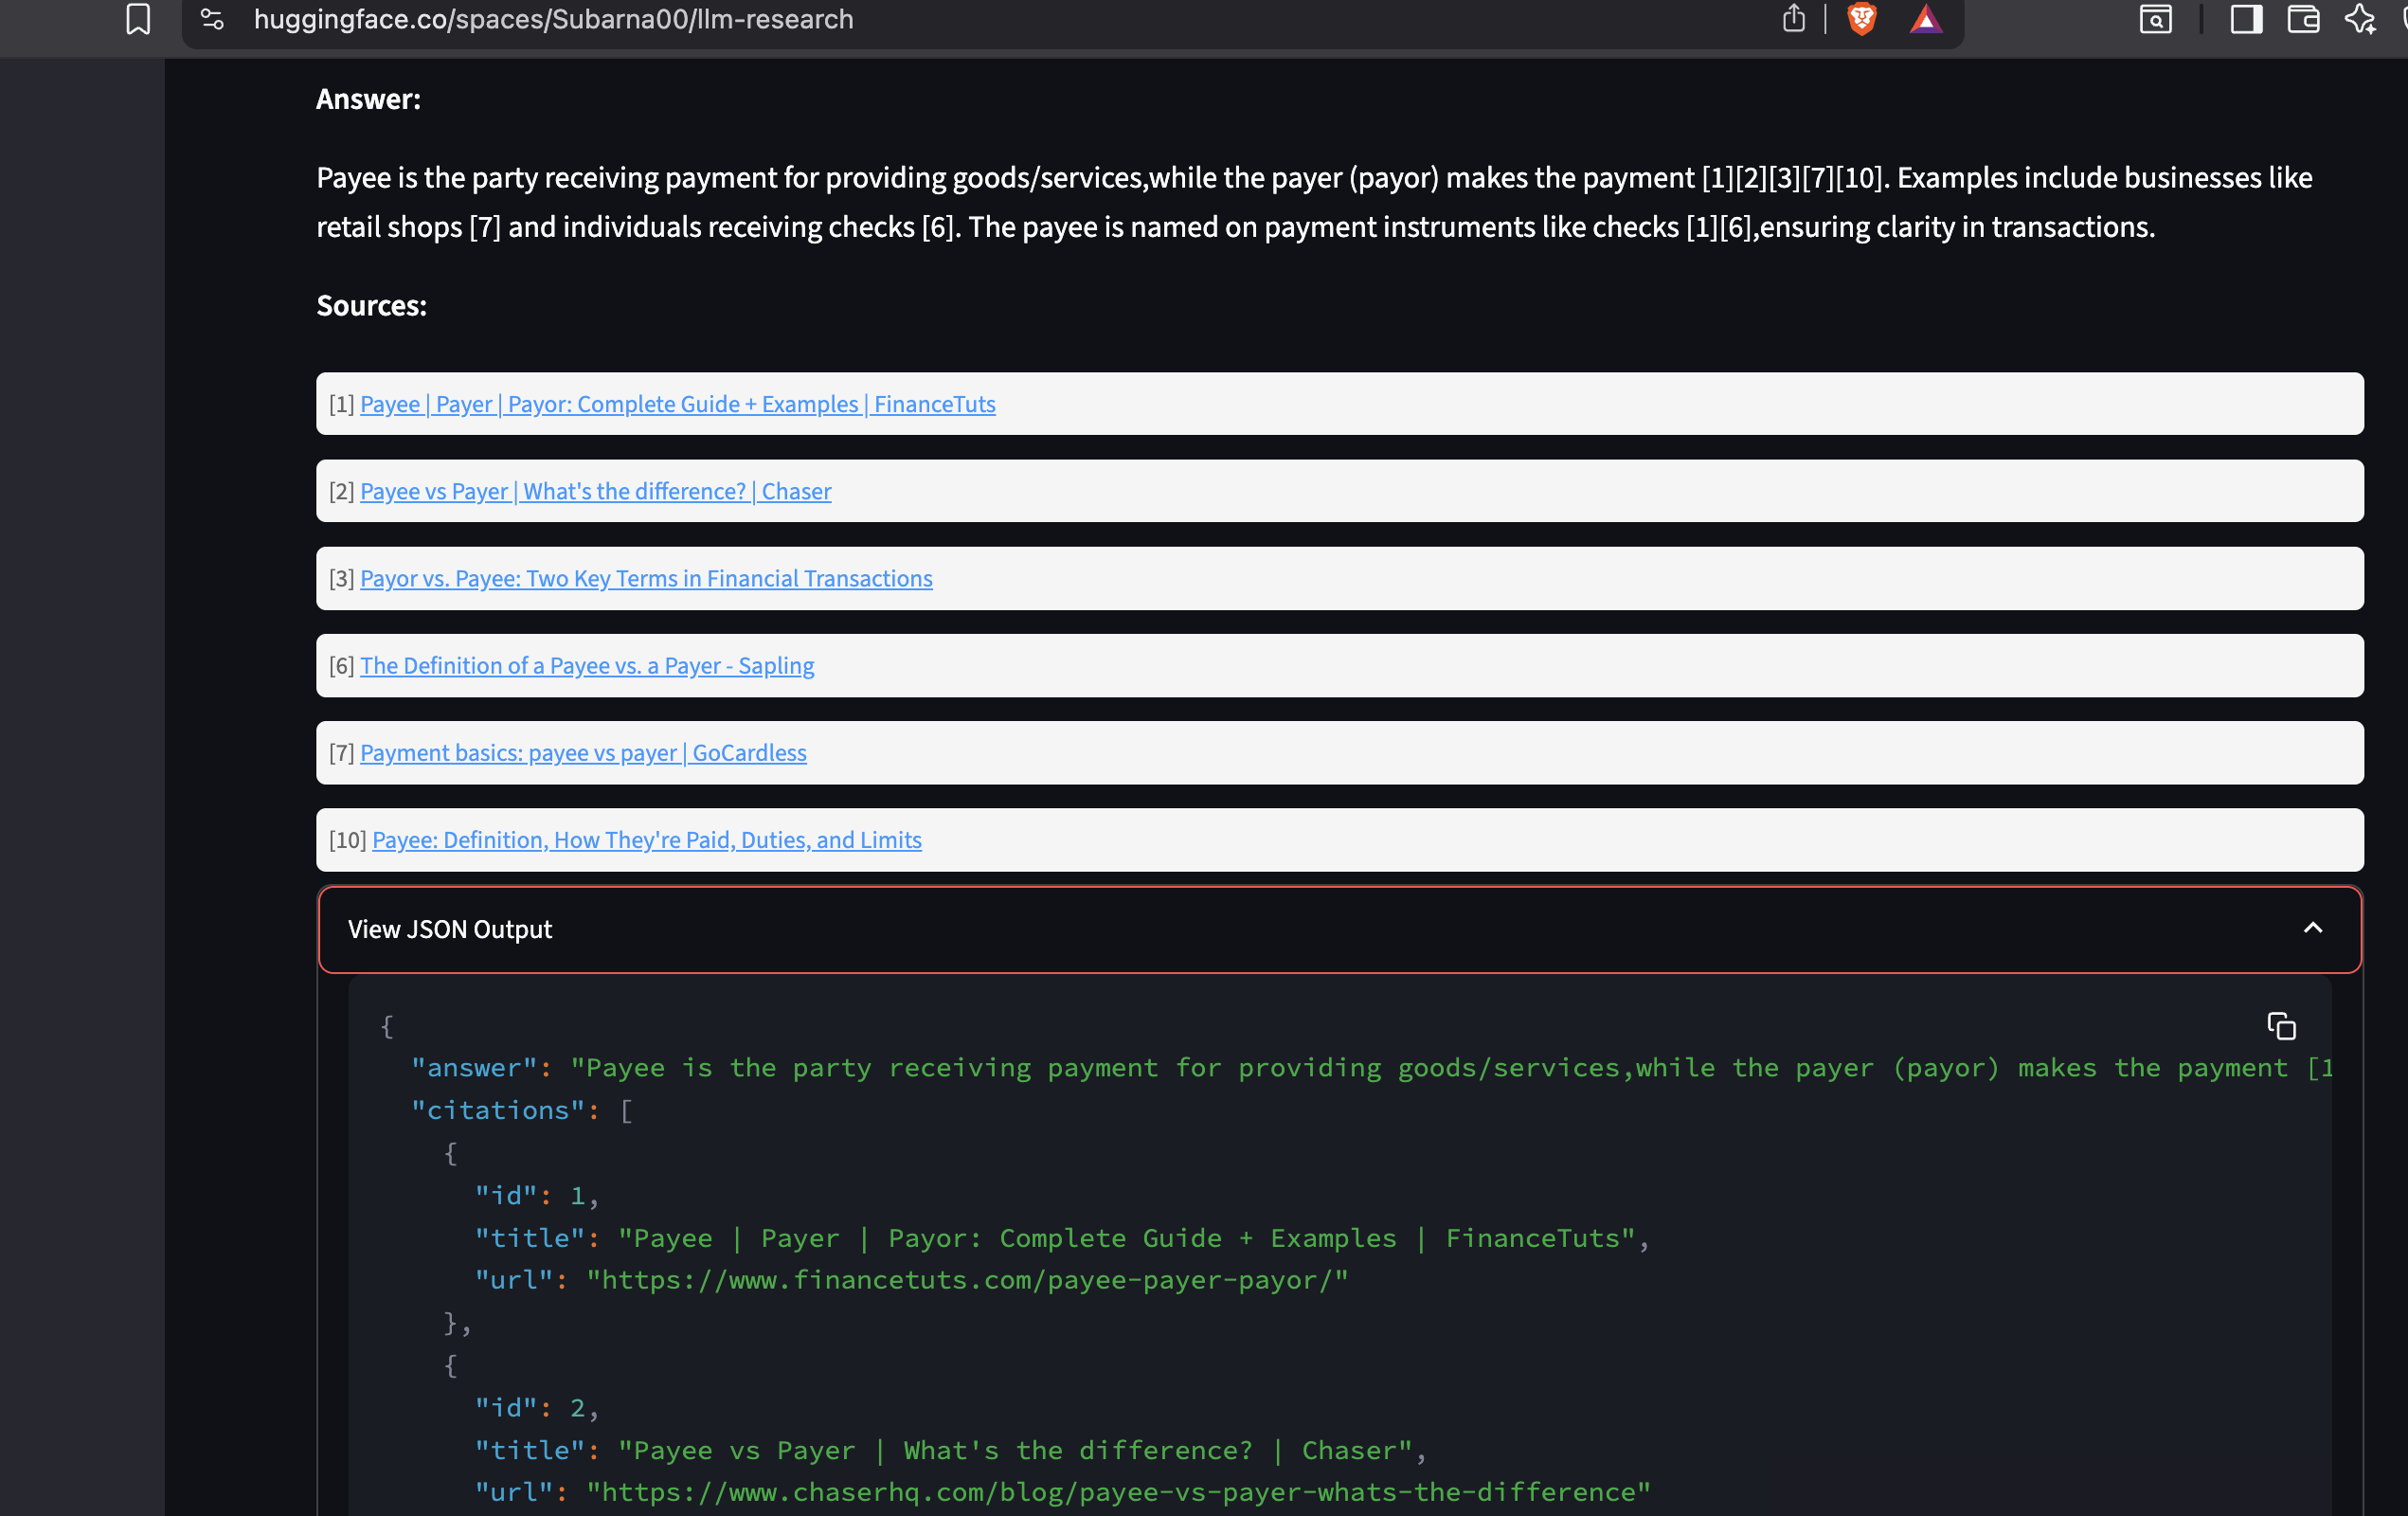 huggingface.co/spaces/Subarna00/llm-research
Answer:
Payee is the party receiving payment for providing goods/services,while the payer (payor) makes the payment [1][2][3][7][10]. Examples include businesses like
retail shops [7] and individuals receiving checks [6]. The payee is named on payment instruments like checks [1][6],ensuring clarity in transactions.
Sources:
[1] Payee | Payer | Payor: Complete Guide + Examples | FinanceTuts
[2] Payee vs Payer | What's the difference? | Chaser
[3] Payor vs. Payee: Two Key Terms in Financial Transactions
[6] The Definition of a Payee vs. a Payer - Sapling
[7] Payment basics: payee vs payer | GoCardless
[10] Payee: Definition, How They're Paid, Duties, and Limits
View JSON Output
{
"answer": "Payee is the party receiving payment for providing goods/services,while the payer (payor) makes the payment [1
"citations": [
{
"id": 1,
"title": "Payee | Payer | Payor: Complete Guide + Examples | FinanceTuts",
"url": "https://www.financetuts.com/payee-payer-payor/"
},
{
"id": 2,
"title": "Payee vs Payer | What's the difference? | Chaser",
"url": "https://www.chaserhq.com/blog/payee-vs-payer-whats-the-difference"